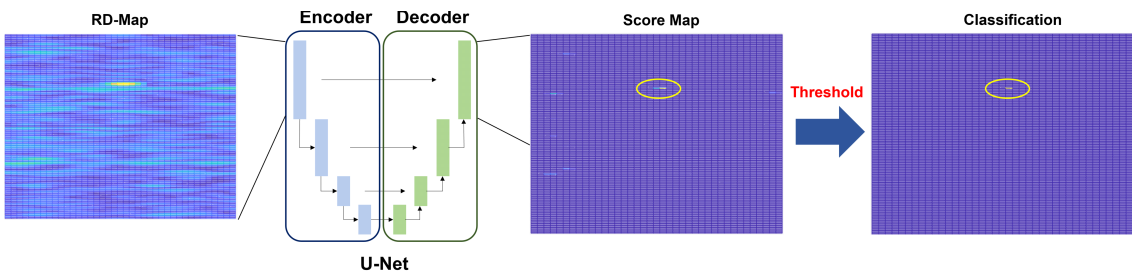 RD-Map
Encoder
Decoder
Score Map
Classification
Threshold
U-Net